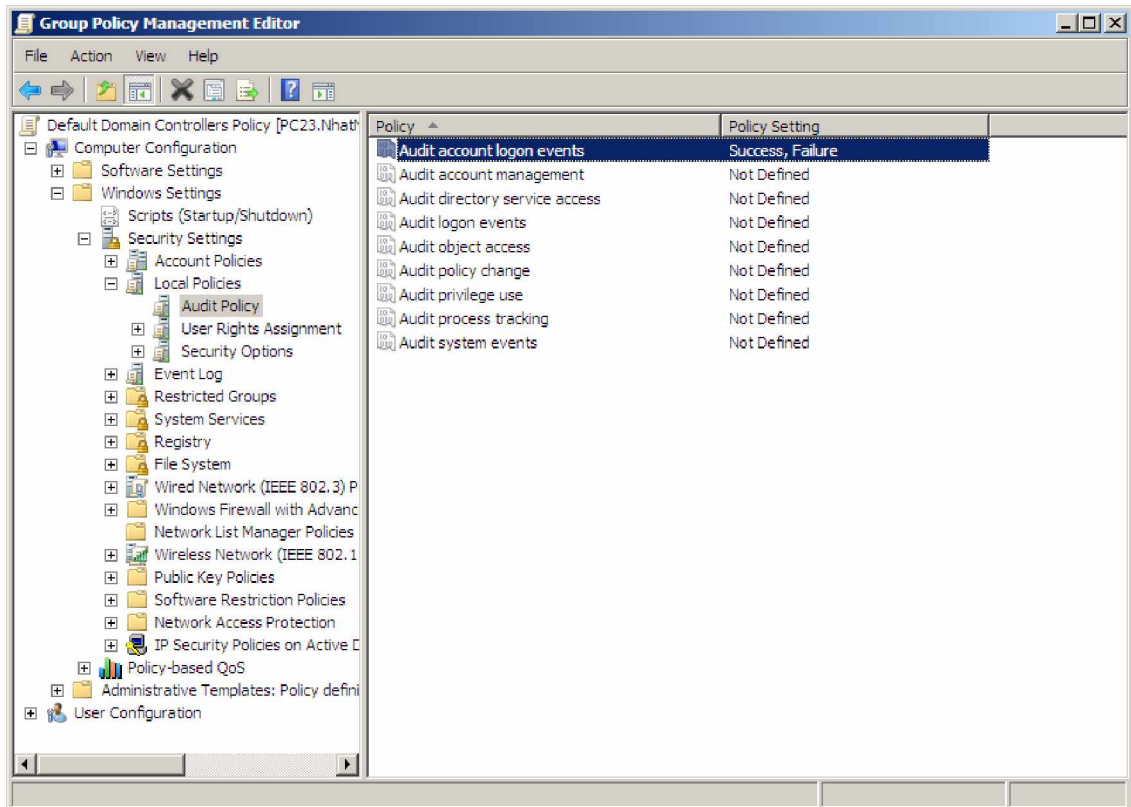 Group Policy Management Editor
File Action View Help
Default Domain Controllers Policy [PC23.Nhat
Computer Configuration
Software Settings
Windows Settings
Scripts (Startup/Shutdown)
Security Settings
Account Policies
Local Policies
Audit Policy
User Rights Assignment
Security Options
Event Log
Restricted Groups
System Services
Registry
File System
Wired Network (IEEE 802.3) P
Windows Firewall with Advanc
Network List Manager Policies
Wireless Network (IEEE 802.1
Public Key Policies
Software Restriction Policies
Network Access Protection
IP Security Policies on Active D
Policy-based QoS
Administrative Templates: Policy defini
User Configuration
Policy Policy Setting
Audit account logon events Success, Failure
Audit account management Not Defined
Audit directory service access Not Defined
Audit logon events Not Defined
Audit object access Not Defined
Audit policy change Not Defined
Audit privilege use Not Defined
Audit process tracking Not Defined
Audit system events Not Defined